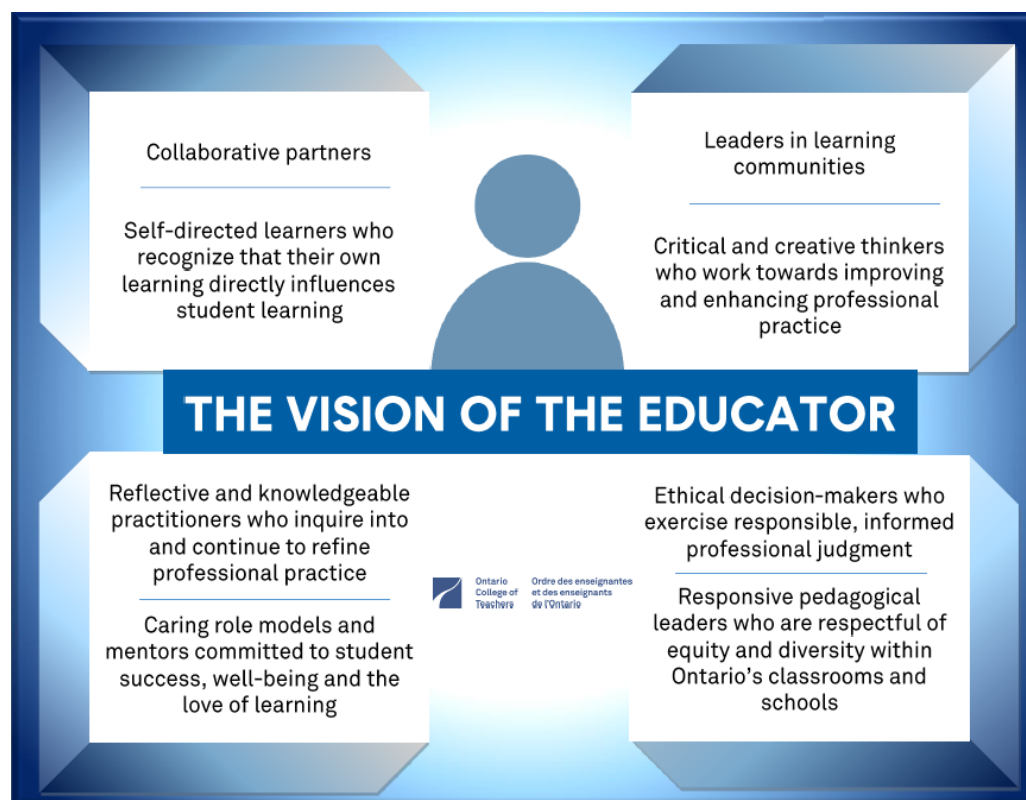 Collaborative partners
Self-directed learners who
recognize that their own
learning directly influences
student learning
Leaders in learning
communities
Critical and creative thinkers
who work towards improving
and enhancing professional
practice
THE VISION OF THE EDUCATOR
Reflective and knowledgeable
practitioners who inquire into
and continue to refine
professional practice
Caring role models and
mentors committed to student
success, well-being and the
love of learning
Ontario
College of
Teachers
Ordre des enseignantes
et des enseignants
de l'Ontario
Ethical decision-makers who
exercise responsible, informed
professional judgment
Responsive pedagogical
leaders who are respectful of
equity and diversity within
Ontario’s classrooms and
schools